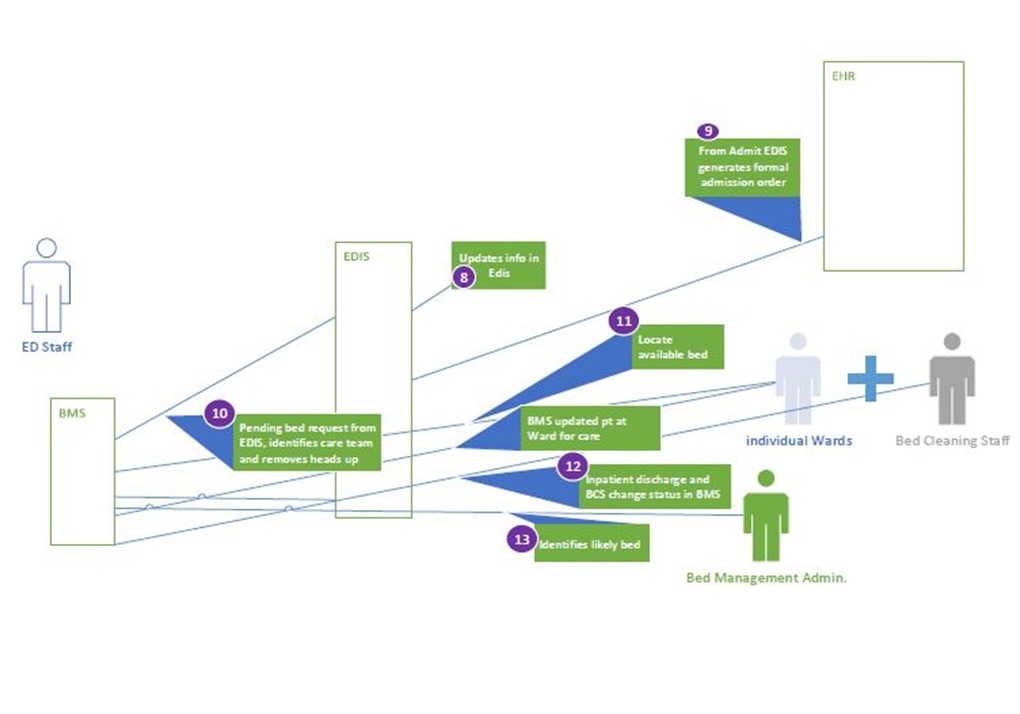 EHR
9
From Admit EDIS
generates formal
admission order
EDIS
8
Updates info in
Edis
ED Staff
11
Locate
available bed
BMS
10
Pending bed request from
EDIS, identifies care team
and removes heads up
BMS updated pt at
Ward for care
individual Wards
Bed Cleaning Staff
12
Inpatient discharge and
BCS change status in BMS
13
Identifies likely bed
Bed Management Admin.